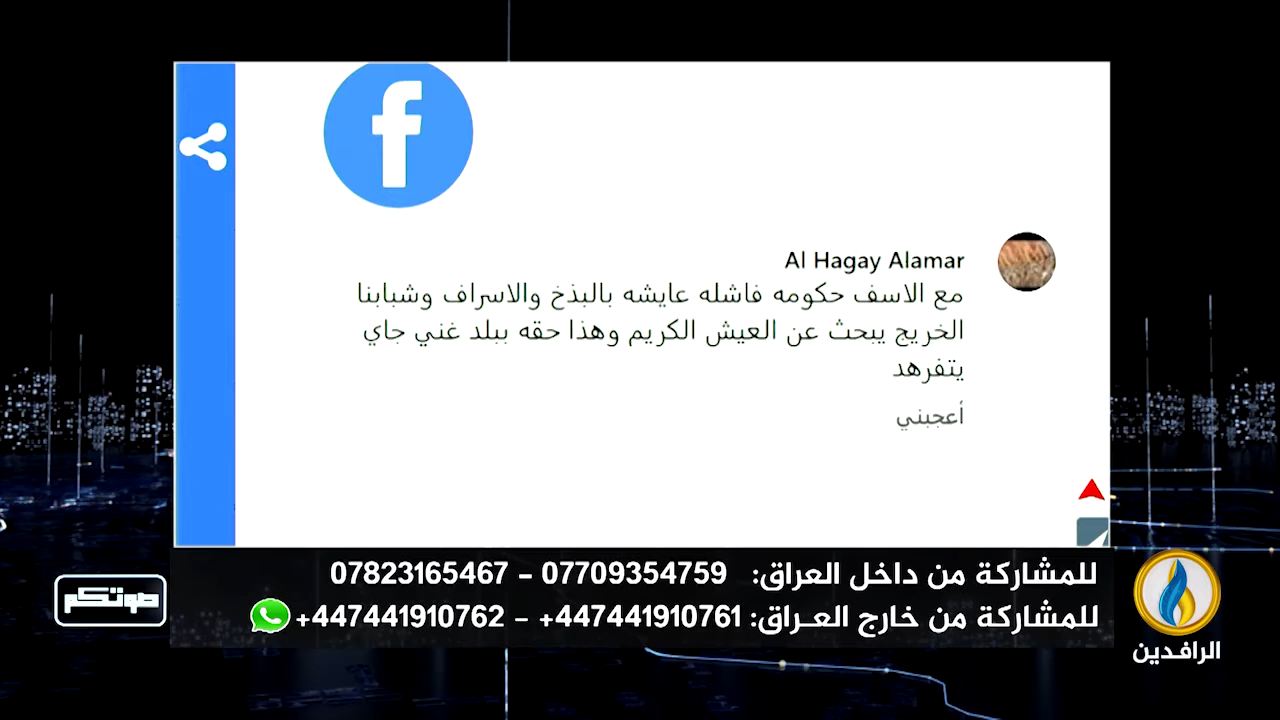 f
Al Hagay Alamar
مع الاسف حكومه فاشله عايشه بالبذخ والاسراف وشبابنا
الخريج يبحث عن العيش الكريم وهذا حقه ببلد غني جاي
يتفرهد
أعجبني
للمشاركة من داخل العراق: 07709354759 - 07823165467
للمشاركة من خارج العـراق: 447441910761+ - 447441910762+
صوتكم
الرافدين